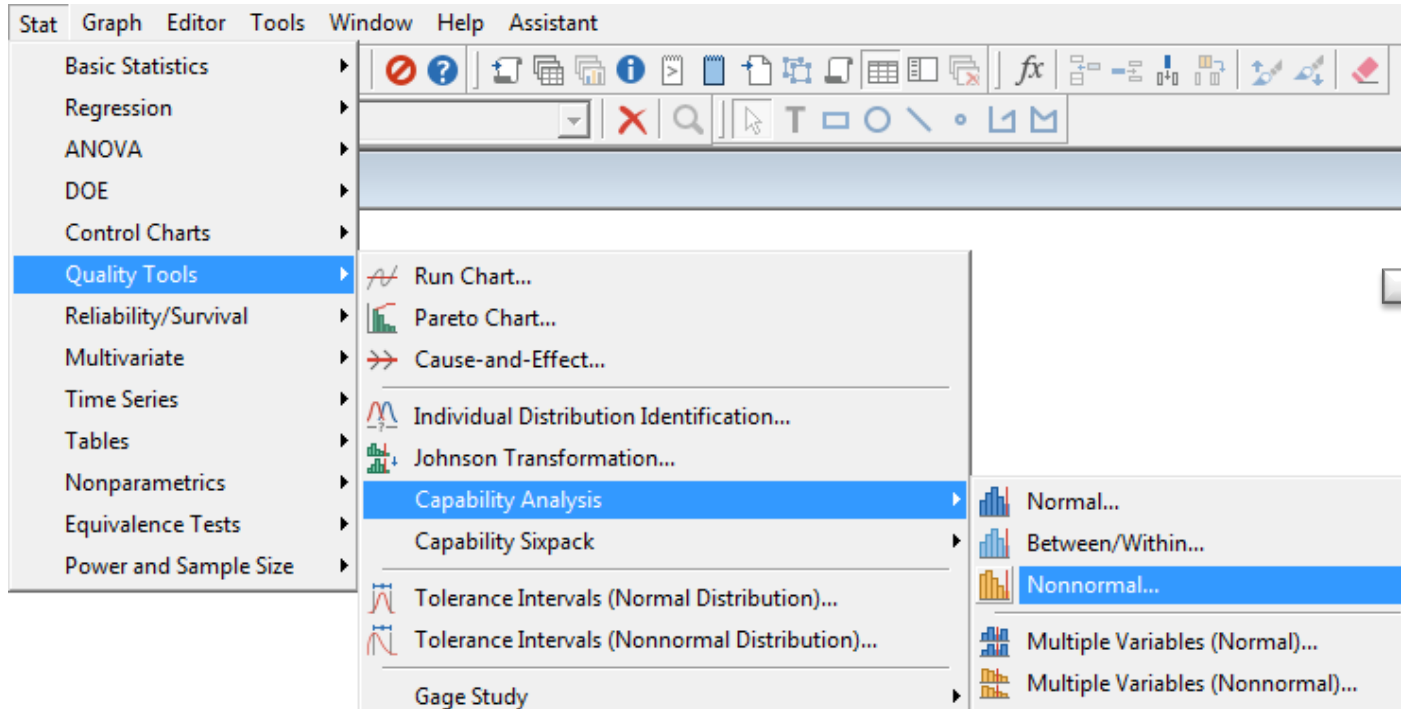 Stat Graph Editor Tools Window Help Assistant
Basic Statistics
Regression
ANOVA
DOE
Control Charts
Quality Tools
Reliability/Survival
Multivariate
Time Series
Tables
Nonparametrics
Equivalence Tests
Power and Sample Size
Run Chart...
Pareto Chart...
Cause-and-Effect...
Individual Distribution Identification...
Johnson Transformation...
Capability Analysis
Capability Sixpack
Tolerance Intervals (Normal Distribution)...
Tolerance Intervals (Nonnormal Distribution)...
Gage Study
Normal...
Between/Within...
Nonnormal...
Multiple Variables (Normal)...
Multiple Variables (Nonnormal)...